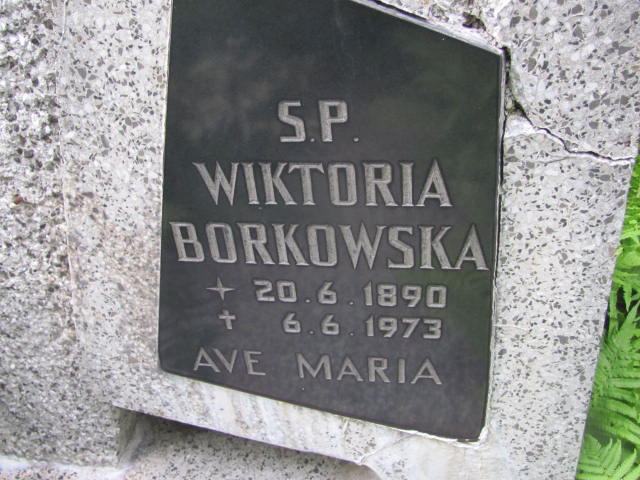 S.P.
WIKTORIA
BORKOWSKA
✶ 20.6.1890
✝ 6.6.1973
AVE MARIA